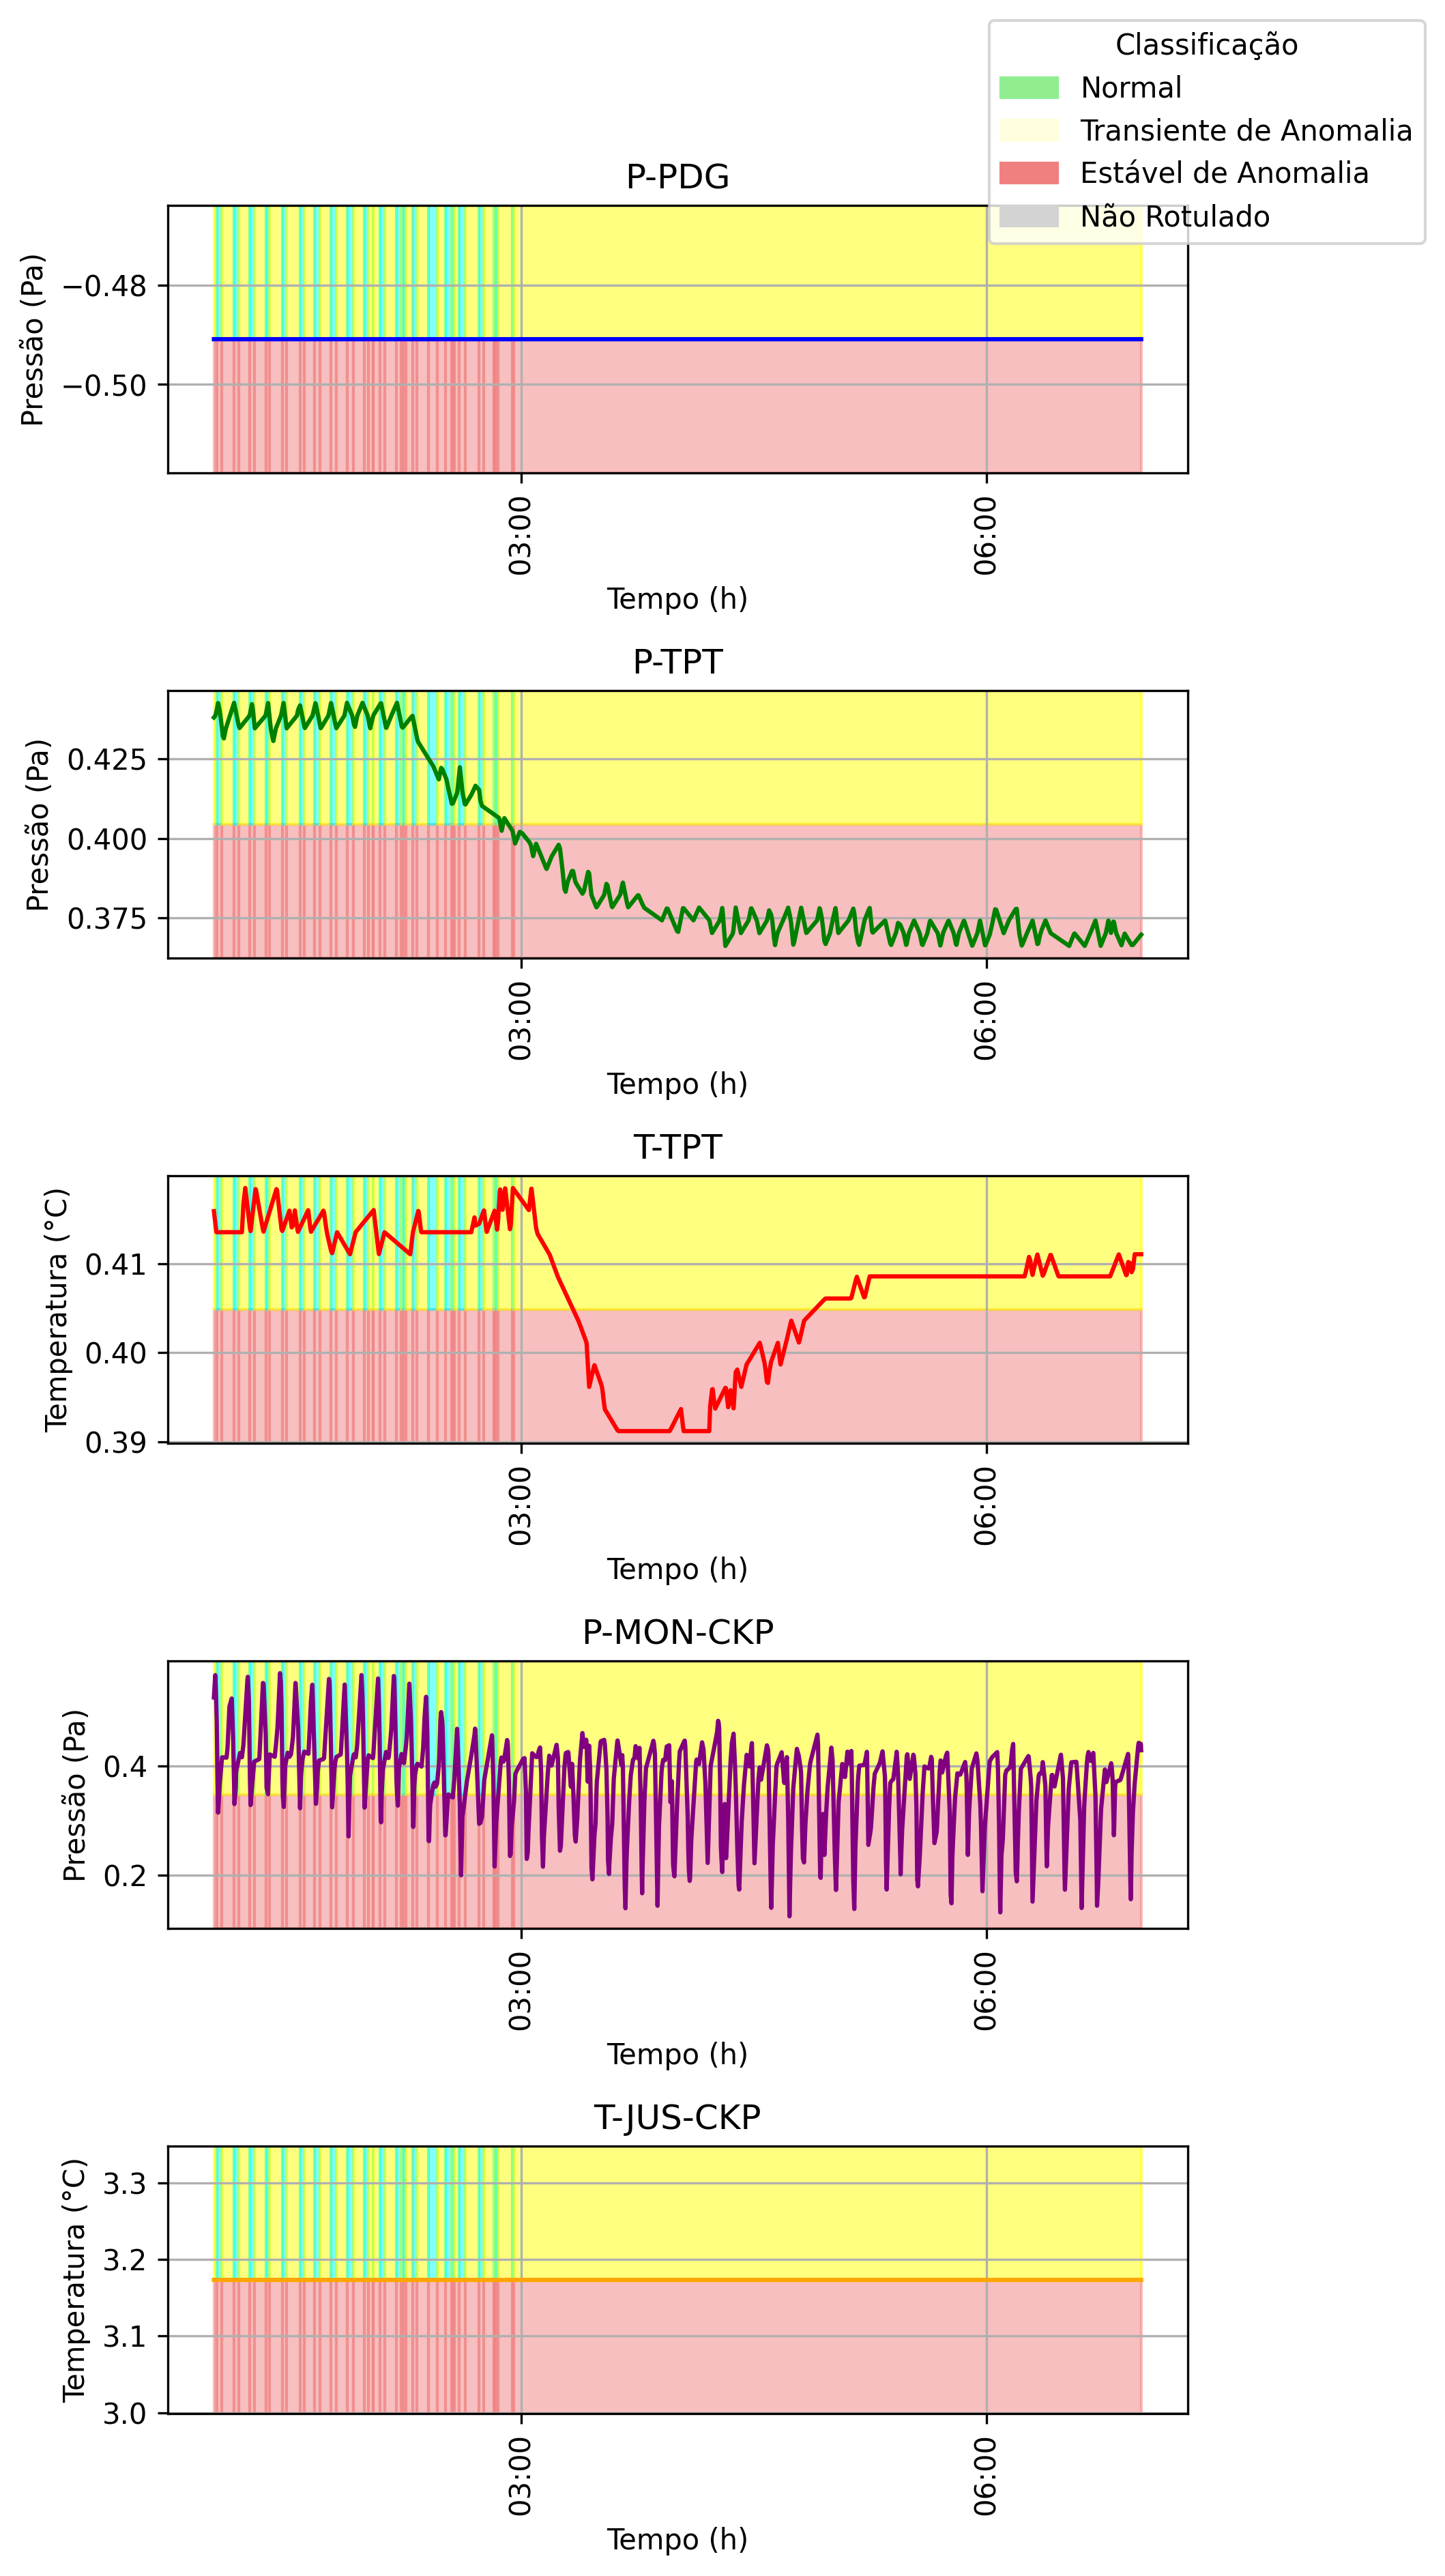 Classificação
Normal
Transiente de Anomalia
Estável de Anomalia
Não Rotulado
P-PDG
Pressão (Pa)
−0.48
−0.50
03:00
06:00
Tempo (h)
P-TPT
Pressão (Pa)
0.425
0.400
0.375
03:00
06:00
Tempo (h)
T-TPT
Temperatura (°C)
0.41
0.40
0.39
03:00
06:00
Tempo (h)
P-MON-CKP
Pressão (Pa)
0.4
0.2
03:00
06:00
Tempo (h)
T-JUS-CKP
Temperatura (°C)
3.3
3.2
3.1
3.0
03:00
06:00
Tempo (h)